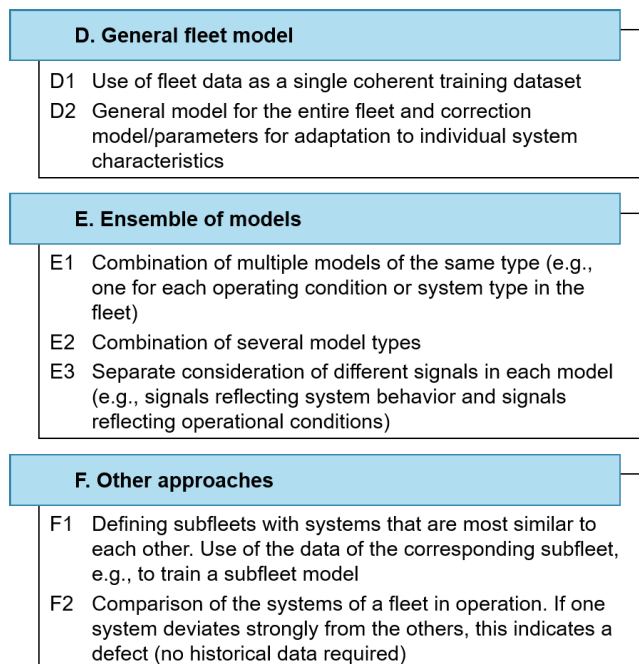 D. General fleet model
D1 Use of fleet data as a single coherent training dataset
D2 General model for the entire fleet and correction
model/parameters for adaptation to individual system
characteristics
E. Ensemble of models
E1 Combination of multiple models of the same type (e.g.,
one for each operating condition or system type in the
fleet)
E2 Combination of several model types
E3 Separate consideration of different signals in each model
(e.g., signals reflecting system behavior and signals
reflecting operational conditions)
F. Other approaches
F1 Defining subfleets with systems that are most similar to
each other. Use of the data of the corresponding subfleet,
e.g., to train a subfleet model
F2 Comparison of the systems of a fleet in operation. If one
system deviates strongly from the others, this indicates a
defect (no historical data required)